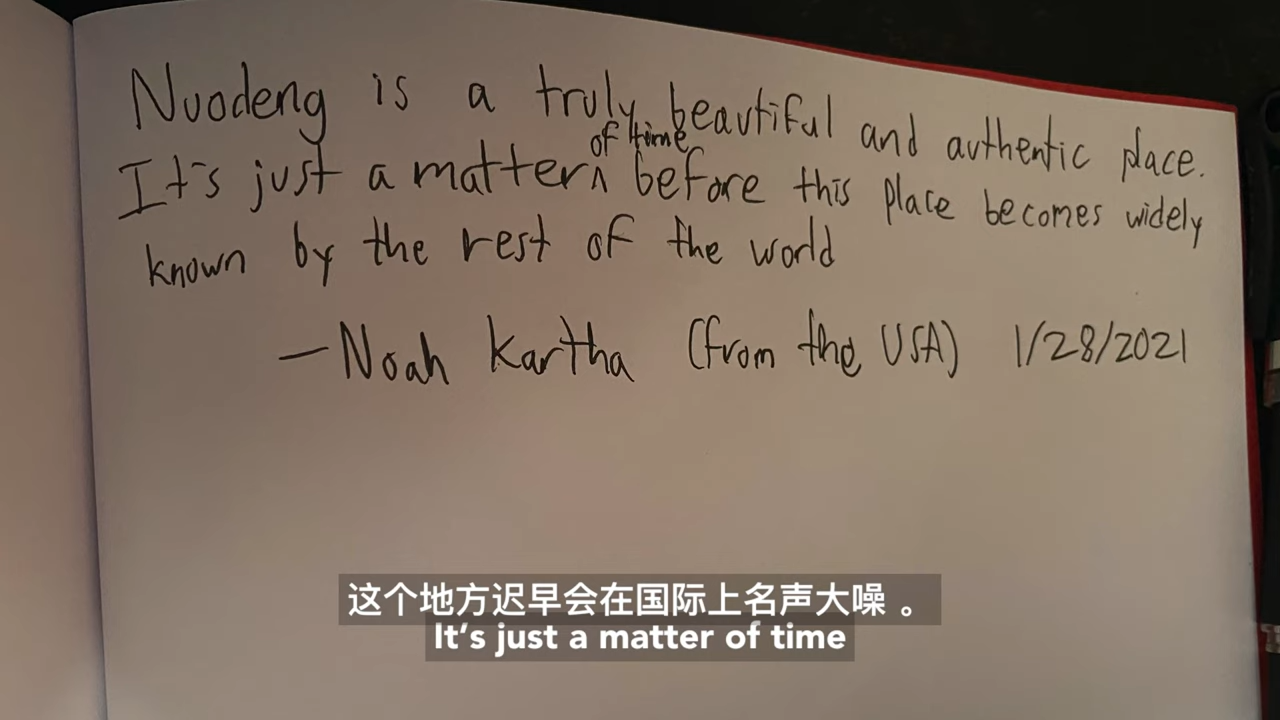 Nuodeng is a truly beautiful and authentic place.
It's just a matter of time before this place becomes widely
known by the rest of the world
—Noah Kartha (from the USA) 1/28/2021
这个地方迟早会在国际上名声大噪 。
It's just a matter of time